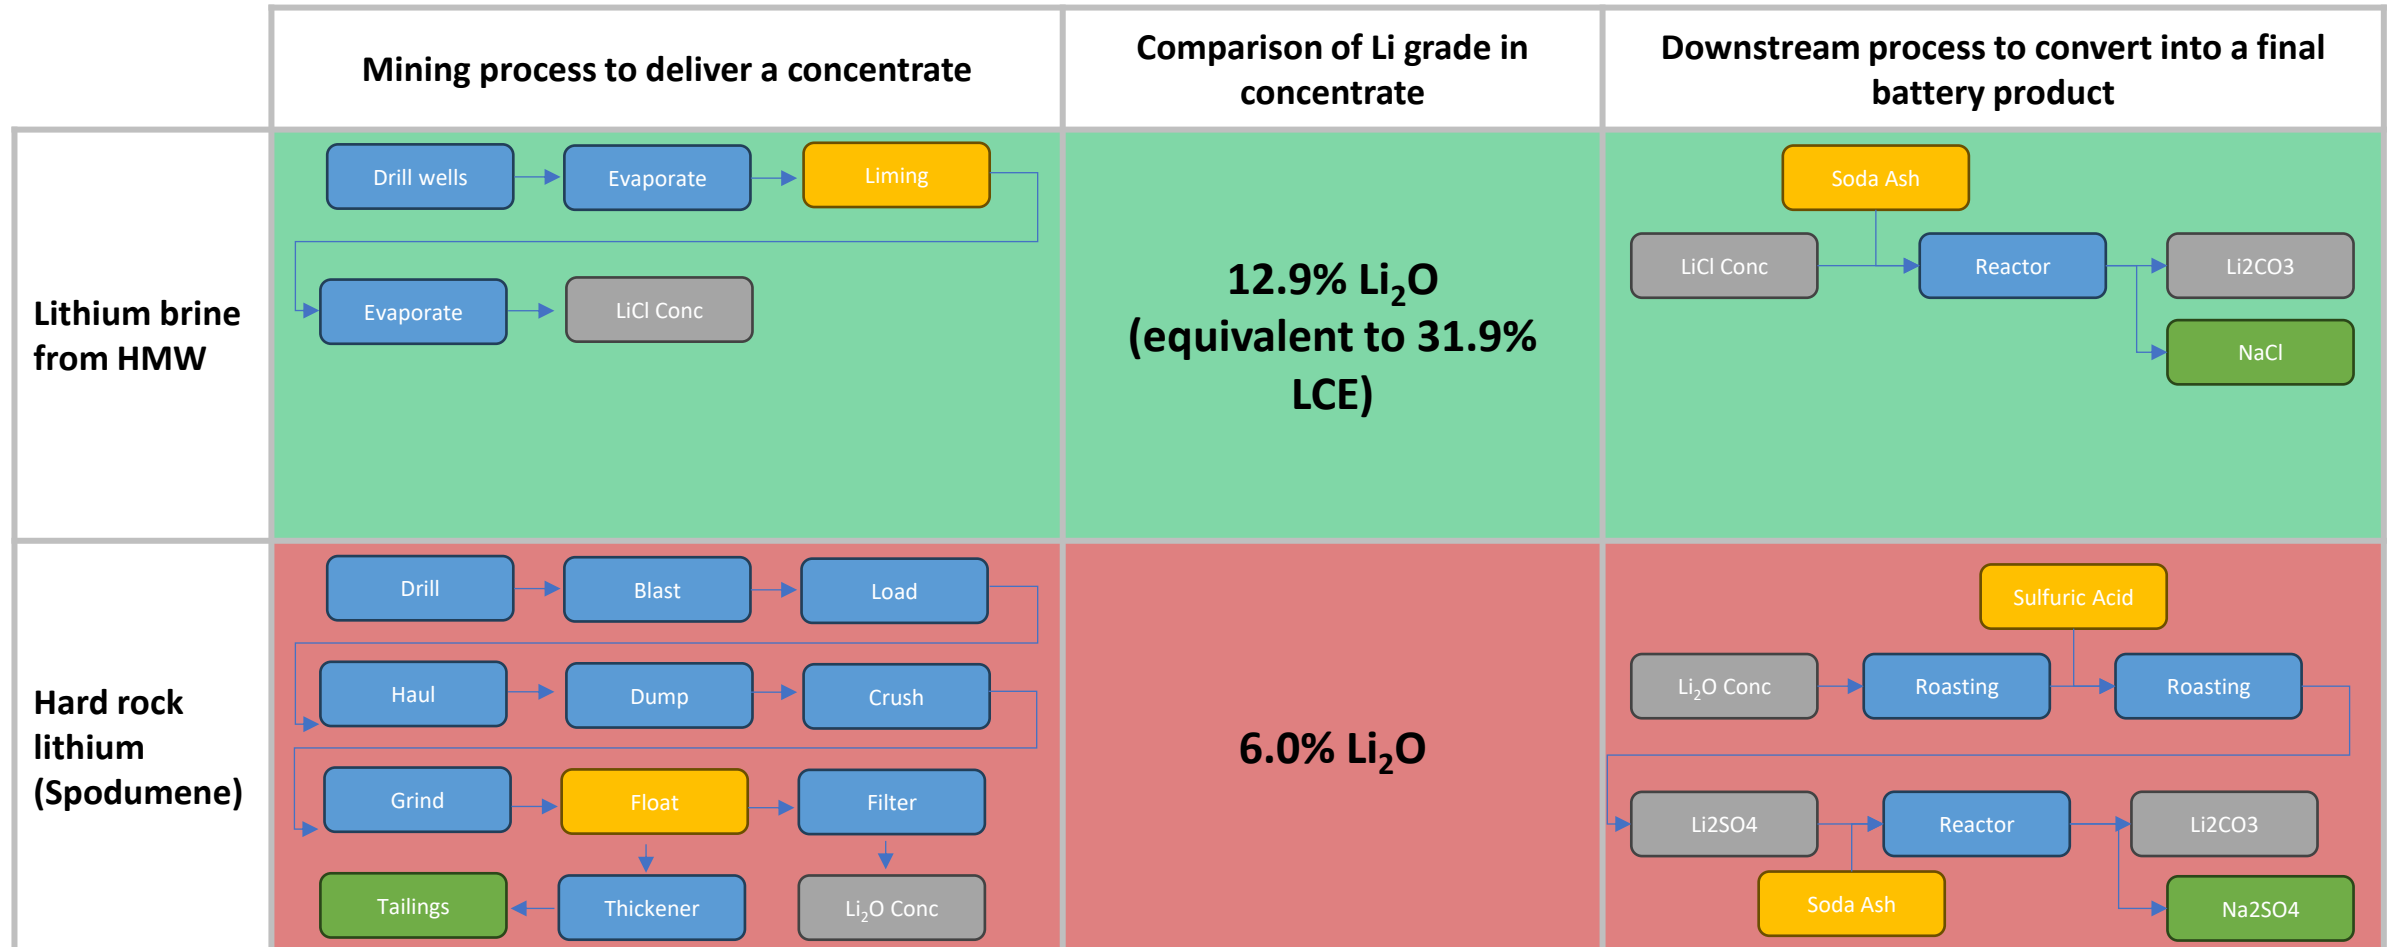 Mining process to deliver a concentrate
Comparison of Li grade in
concentrate
Downstream process to convert into a final
battery product
Lithium brine
from HMW
Drill wells
Evaporate
Liming
Evaporate
LiCl Conc
12.9% Li₂O
(equivalent to 31.9%
LCE)
Soda Ash
LiCl Conc
Reactor
Li2CO3
NaCl
Hard rock
lithium
(Spodumene)
Drill
Blast
Load
Haul
Dump
Crush
Grind
Float
Filter
Tailings
Thickener
Li₂O Conc
6.0% Li₂O
Sulfuric Acid
Li₂O Conc
Roasting
Roasting
Li2SO4
Reactor
Li2CO3
Soda Ash
Na2SO4